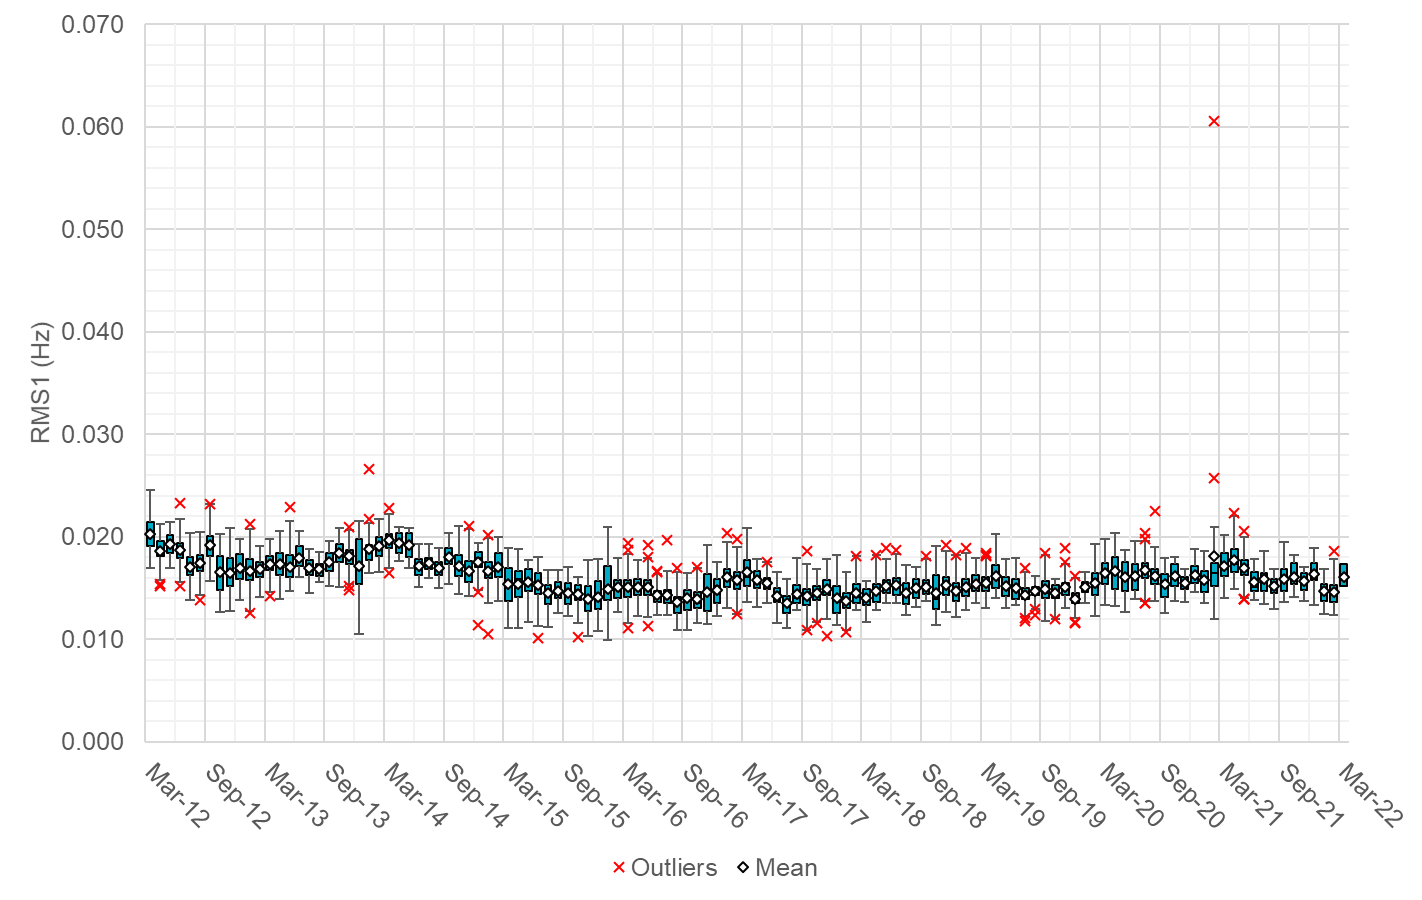 0.070
0.060
0.050
0.040
0.030
0.020
0.010
0.000
RMS1 (Hz)
Mar-12
Sep-12
Mar-13
Sep-13
Mar-14
Sep-14
Mar-15
Sep-15
Mar-16
Sep-16
Mar-17
Sep-17
Mar-18
Sep-18
Mar-19
Sep-19
Mar-20
Sep-20
Mar-21
Sep-21
Mar-22
Outliers Mean